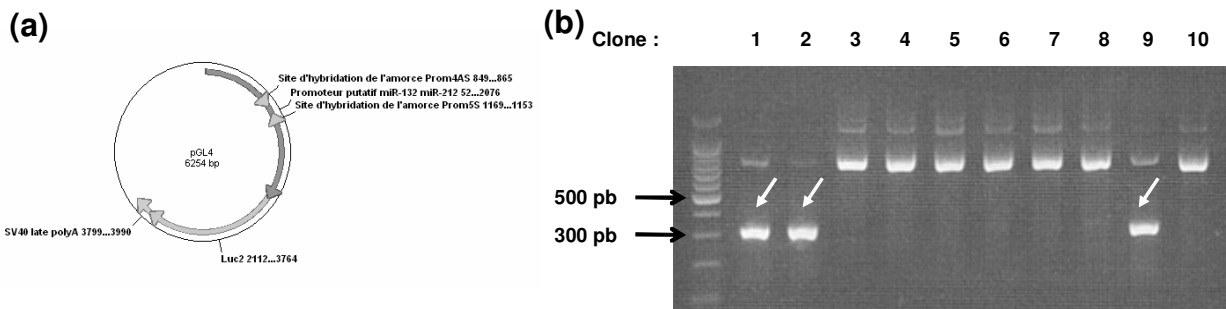 (a)
Site d'hybridation de l'amorce Prom4AS 849...865
Promoteur putatif miR-132 miR-212 52...2076
Site d'hybridation de l'amorce Prom5S 1169...1153
pGL4
6254 bp
SV40 late polyA 3799...3990
Luc2 2112...3764
(b)
Clone : 1 2 3 4 5 6 7 8 9 10
500 pb
300 pb